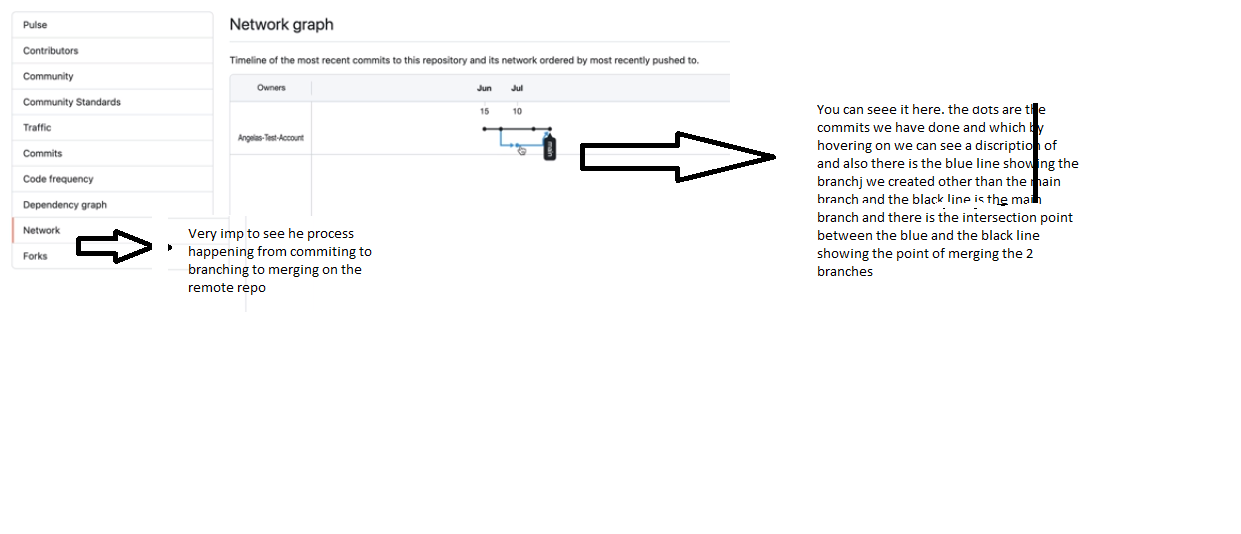 Pulse
Contributors
Community
Community Standards
Traffic
Commits
Code frequency
Dependency graph
Network
Forks
Network graph
Timeline of the most recent commits to this repository and its network ordered by most recently pushed to.
Owners
Jun Jul
15 10
Angelas-Test-Account
main
Very imp to see he process
happening from commiting to
branching to merging on the
remote repo
You can seee it here. the dots are the
commits we have done and which by
hovering on we can see a discription of
and also there is the blue line showing the
branchj we created other than the main
branch and the black line is the main
branch and there is the intersection point
between the blue and the black line
showing the point of merging the 2
branches